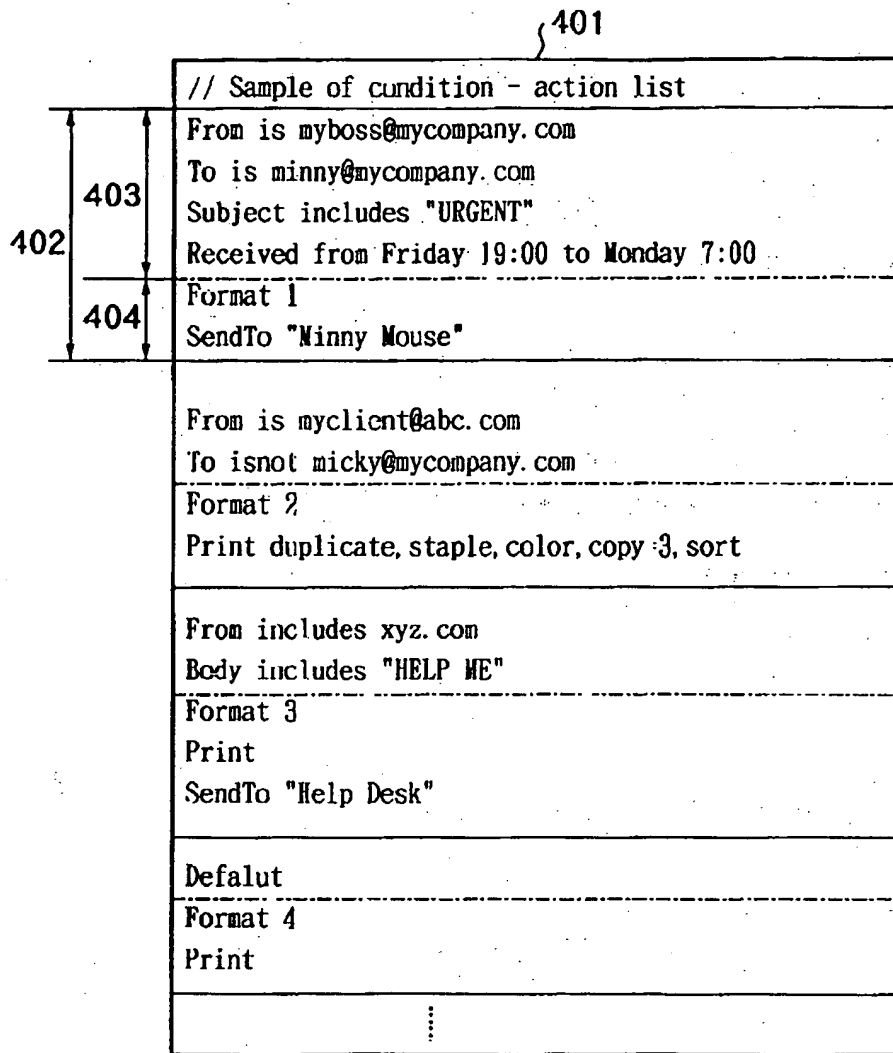 401
// Sample of cundition - action list
From is myboss@mycompany.com
To is minny@mycompany.com
403
Subject includes "URGENT"
402
Received from Friday 19:00 to Monday 7:00
Format 1
404
SendTo "Minny Mouse"
From is myclient@abc.com
To isnot micky@mycompany.com
Format 2
Print duplicate, staple, color, copy 3, sort
From includes xyz.com
Body includes "HELP ME"
Format 3
Print
SendTo "Help Desk"
Defalut
Format 4
Print